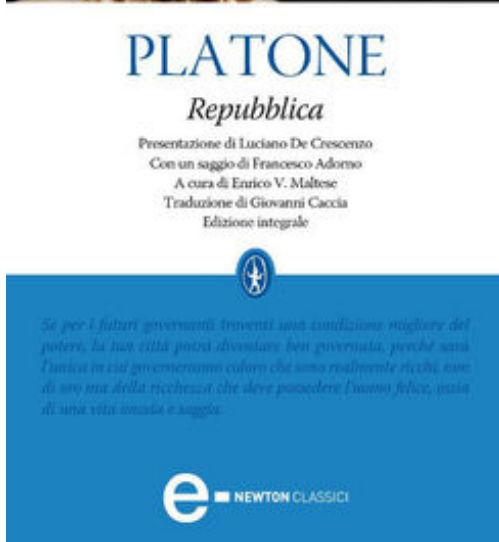 PLATONE
Repubblica
Presentazione di Luciano De Crescenzo
Con un saggio di Francesco Adorno
A cura di Enrico V. Maltese
Traduzione di Giovanni Caccia
Edizione integrale
Se per i futuri governanti troverai una condizione migliore del
potere, la tua città potrà diventare ben governata, perché sarà
l'unica in cui governeranno coloro che sono realmente ricchi, non
di oro ma della ricchezza che deve possedere l'uomo felice, ossia
di una vita onesta e saggia.
e NEWTON CLASSICI